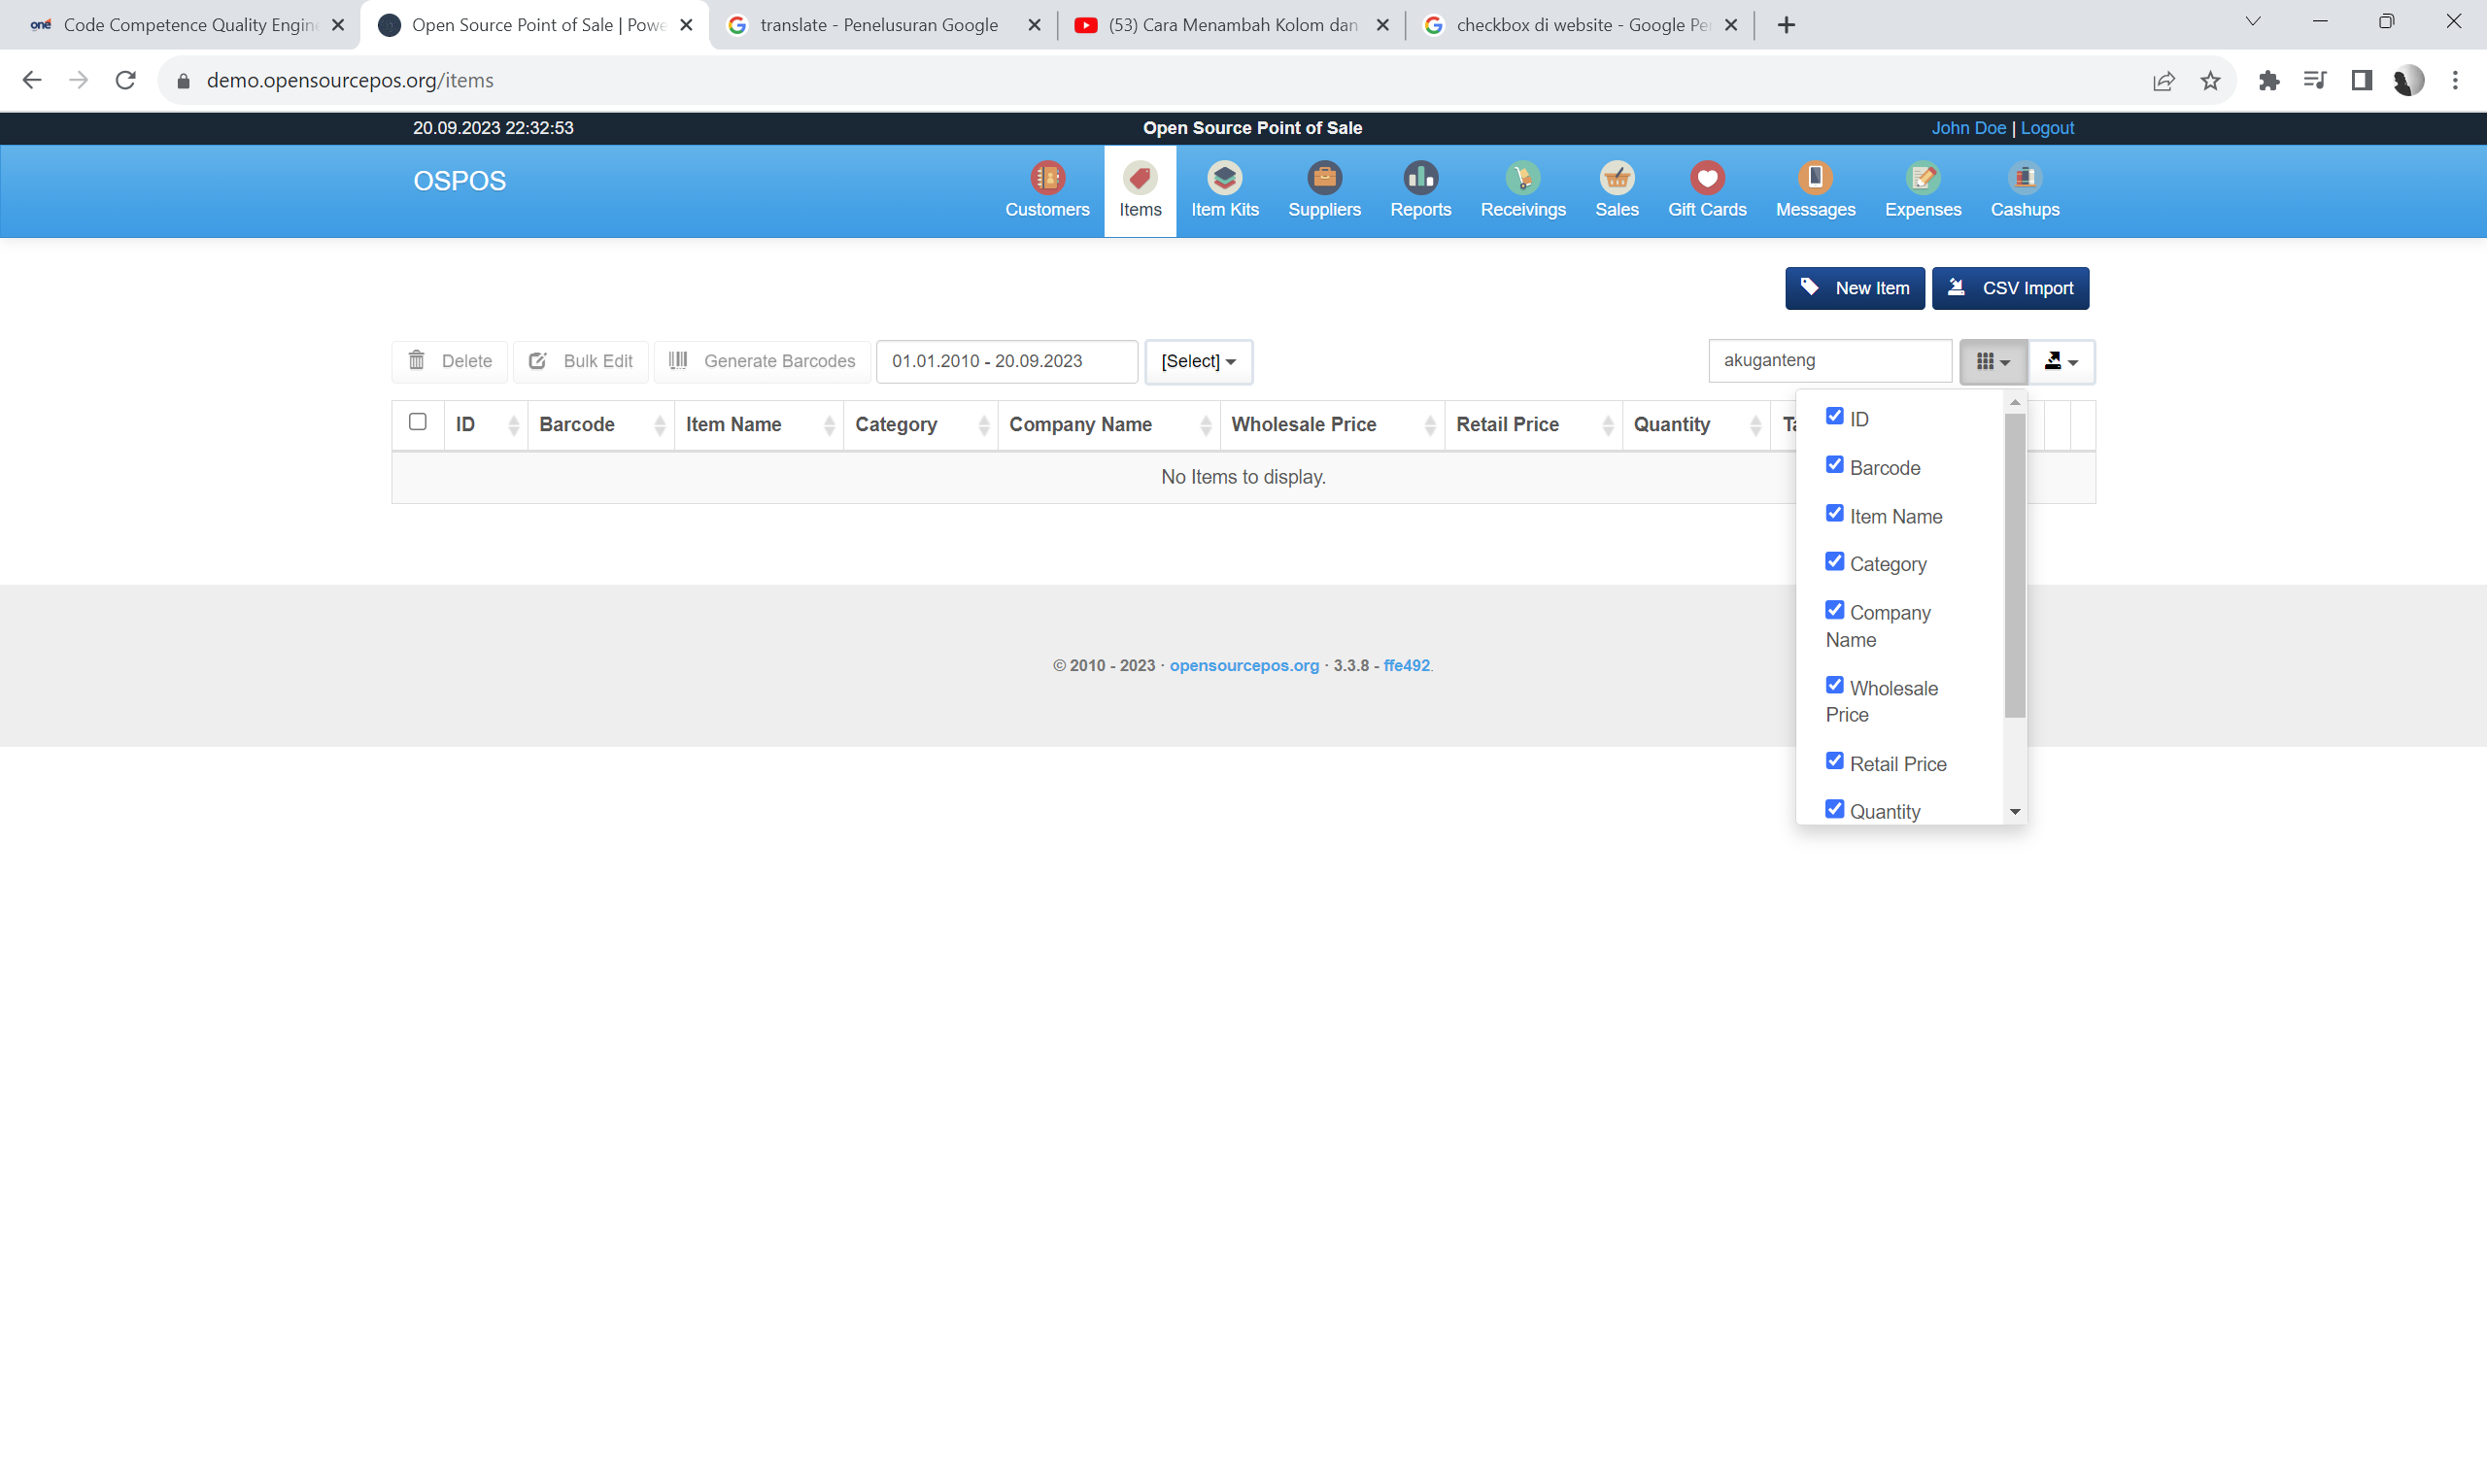 one Code Competence Quality Engin
Open Source Point of Sale | Powe
translate - Penelusuran Google
(53) Cara Menambah Kolom dan
checkbox di website - Google Pe
demo.opensourcepos.org/items
20.09.2023 22:32:53
Open Source Point of Sale
John Doe | Logout
OSPOS
Customers
Items
Item Kits
Suppliers
Reports
Receivings
Sales
Gift Cards
Messages
Expenses
Cashups
New Item
CSV Import
Delete
Bulk Edit
Generate Barcodes
01.01.2010 - 20.09.2023
[Select]
akuganteng
ID
Barcode
Item Name
Category
Company Name
Wholesale Price
Retail Price
Quantity
Ta
No Items to display.
ID
Barcode
Item Name
Category
Company
Name
Wholesale
Price
Retail Price
Quantity
© 2010 - 2023 · opensourcepos.org · 3.3.8 - ffe492.